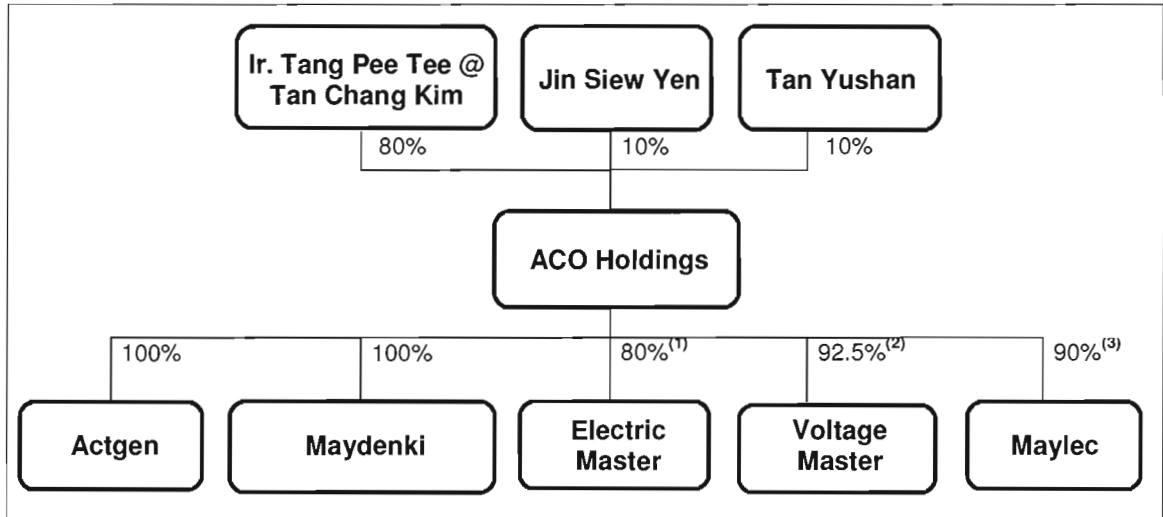 Ir. Tang Pee Tee @
Tan Chang Kim
Jin Siew Yen
Tan Yushan
80%
10%
10%
ACO Holdings
100%
100%
80%(1)
92.5%(2)
90%(3)
Actgen
Maydenki
Electric
Master
Voltage
Master
Maylec